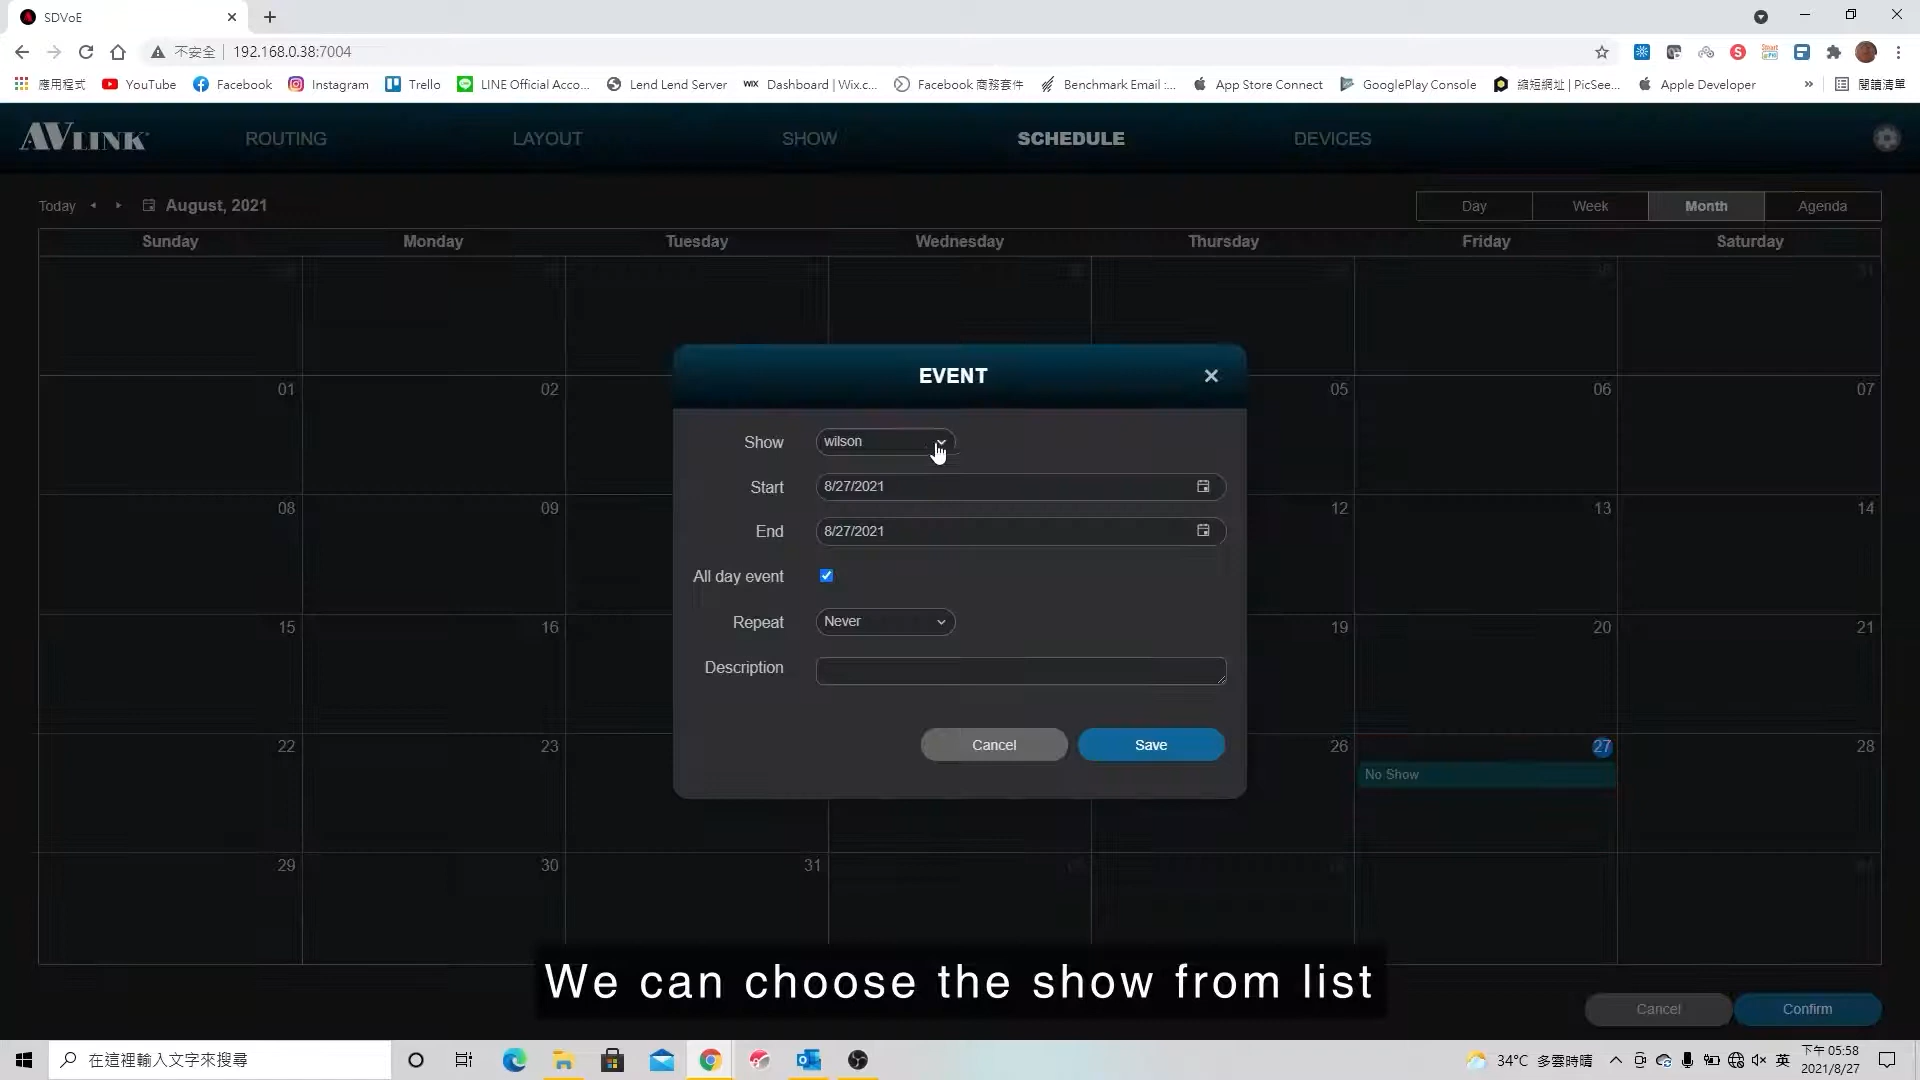 SDVoE
不安全 192.168.0.38:7004
應用程式 YouTube Facebook Instagram Trello LINE Official Acco... Lend Lend Server WIX Dashboard | Wix.c... Facebook 商務套件 Benchmark Email :... App Store Connect GooglePlay Console 縮短網址 | PicSee... Apple Developer » 閱讀清單
AVLINK ROUTING LAYOUT SHOW SCHEDULE DEVICES
Today August, 2021 Day Week Month Agenda
Sunday Monday Tuesday Wednesday Thursday Friday Saturday
31
01 02 05 06 07
08 09 12 13 14
15 16 19 20 21
22 23 26 27 28
No Show
29 30 31
EVENT
Show wilson
Start 8/27/2021
End 8/27/2021
All day event
Repeat Never
Description
Cancel Save
We can choose the show from list
Cancel Confirm
在這裡輸入文字來搜尋 34°C 多雲時晴 英 下午 05:58
2021/8/27